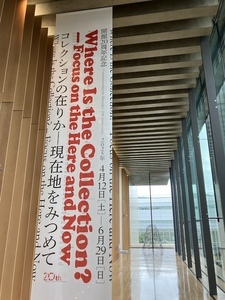 開館20周年記念
2025年 4月12日[土]—6月29日[日]
Where Is the Collection?
— Focus on the Here and Now
コレクションの在りか—現在地をみつめて
20th